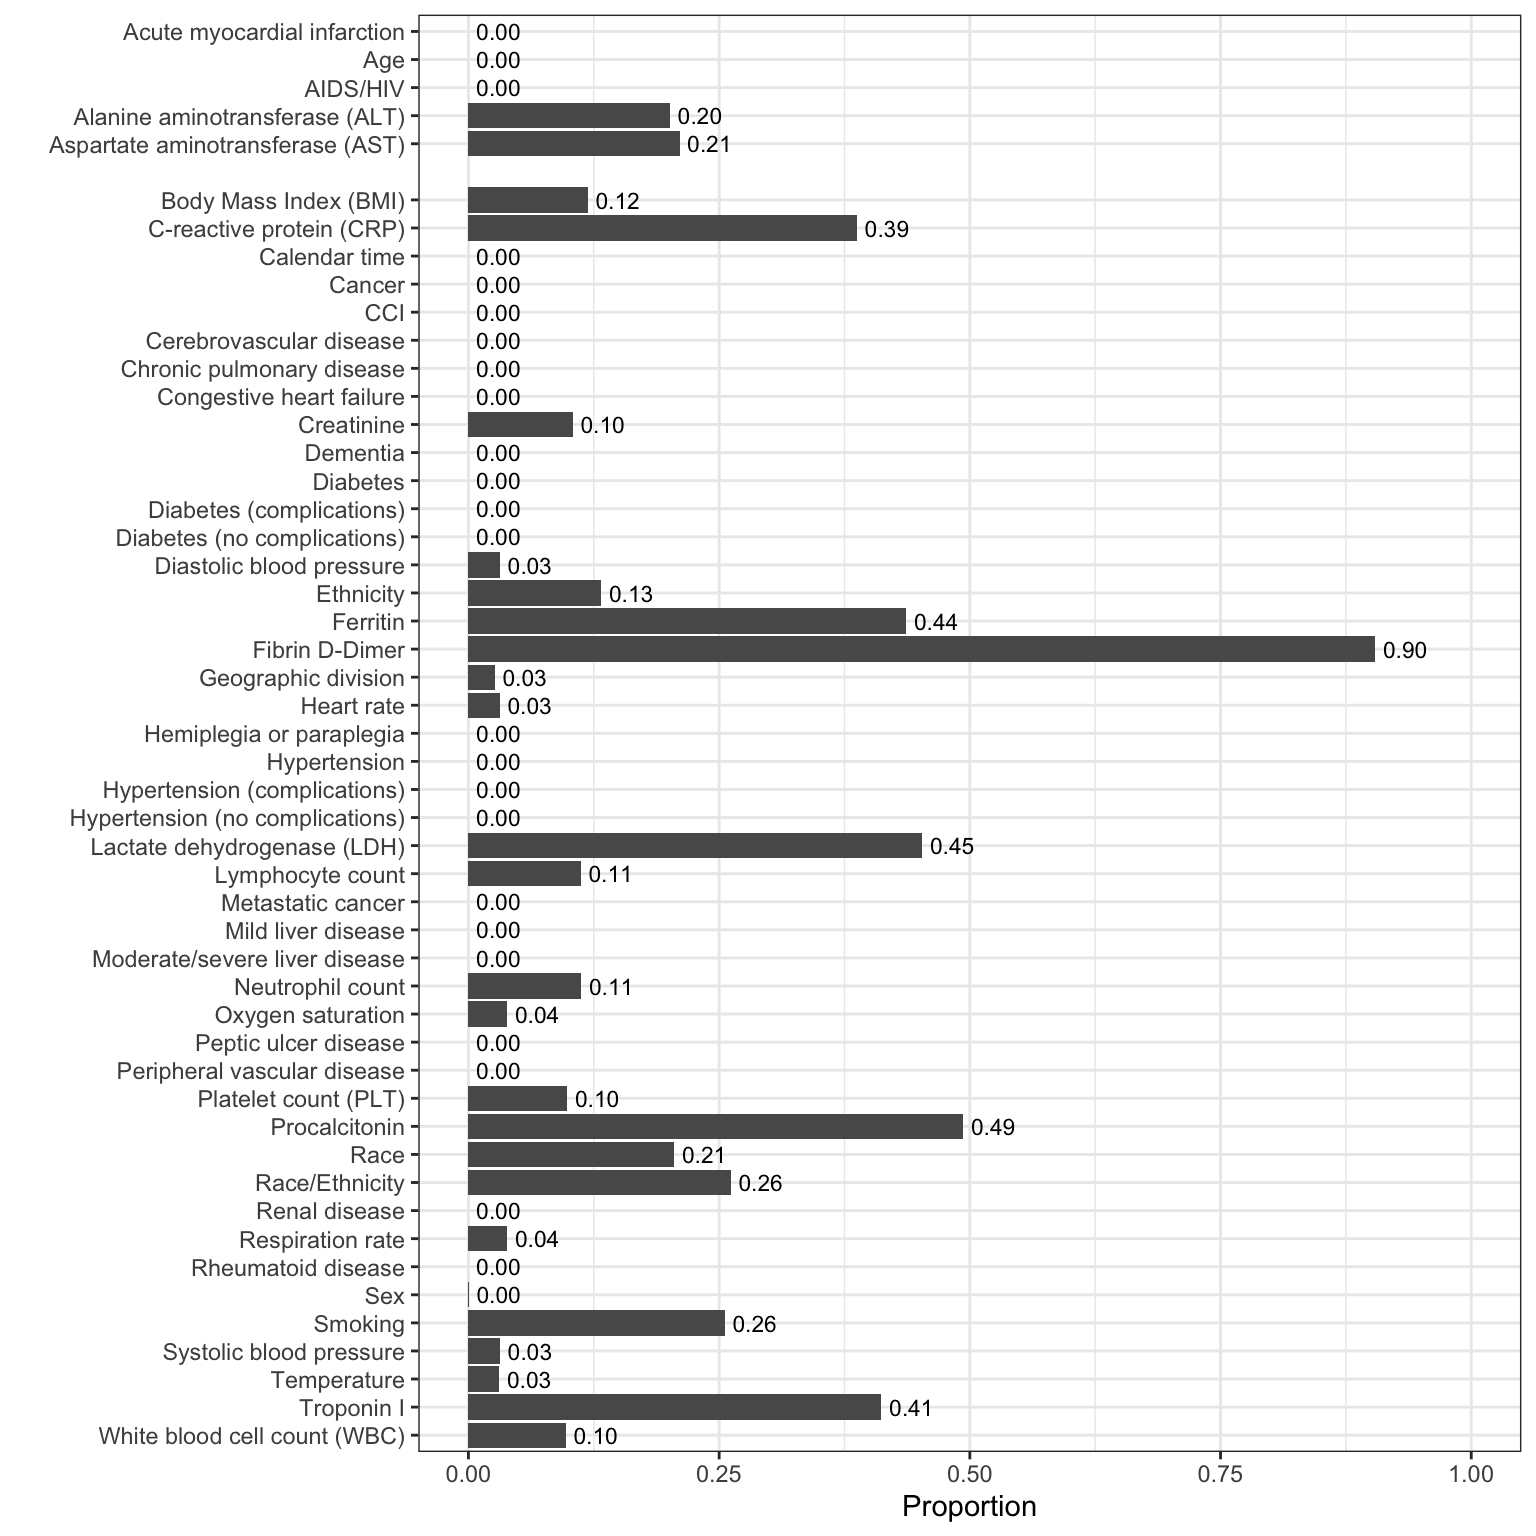 Acute myocardial infarction 0.00
Age 0.00
AIDS/HIV 0.00
Alanine aminotransferase (ALT) 0.20
Aspartate aminotransferase (AST) 0.21
Body Mass Index (BMI) 0.12
C-reactive protein (CRP) 0.39
Calendar time 0.00
Cancer 0.00
CCI 0.00
Cerebrovascular disease 0.00
Chronic pulmonary disease 0.00
Congestive heart failure 0.00
Creatinine 0.10
Dementia 0.00
Diabetes 0.00
Diabetes (complications) 0.00
Diabetes (no complications) 0.00
Diastolic blood pressure 0.03
Ethnicity 0.13
Ferritin 0.44
Fibrin D-Dimer 0.90
Geographic division 0.03
Heart rate 0.03
Hemiplegia or paraplegia 0.00
Hypertension 0.00
Hypertension (complications) 0.00
Hypertension (no complications) 0.00
Lactate dehydrogenase (LDH) 0.45
Lymphocyte count 0.11
Metastatic cancer 0.00
Mild liver disease 0.00
Moderate/severe liver disease 0.00
Neutrophil count 0.11
Oxygen saturation 0.04
Peptic ulcer disease 0.00
Peripheral vascular disease 0.00
Platelet count (PLT) 0.10
Procalcitonin 0.49
Race 0.21
Race/Ethnicity 0.26
Renal disease 0.00
Respiration rate 0.04
Rheumatoid disease 0.00
Sex 0.00
Smoking 0.26
Systolic blood pressure 0.03
Temperature 0.03
Troponin I 0.41
White blood cell count (WBC) 0.10
0.00 0.25 0.50 0.75 1.00
Proportion